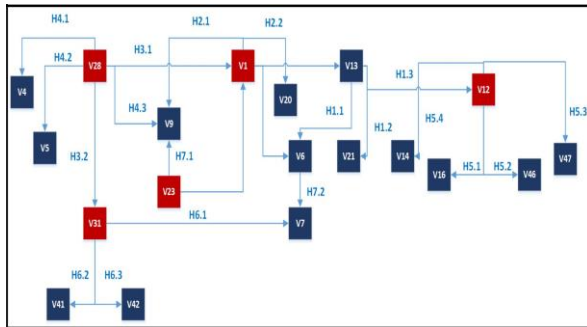 H4.1
H2.1
H2.2
H4.2
V28
H3.1
V1
V13
V4
H1.3
V12
V20
H4.3
V9
H1.1
H5.4
H5.3
V5
H1.2
H3.2
H7.1
V6
V21
V14
V47
H5.1
H5.2
V16
V46
V23
H7.2
H6.1
V31
V7
H6.2
H6.3
V41
V42